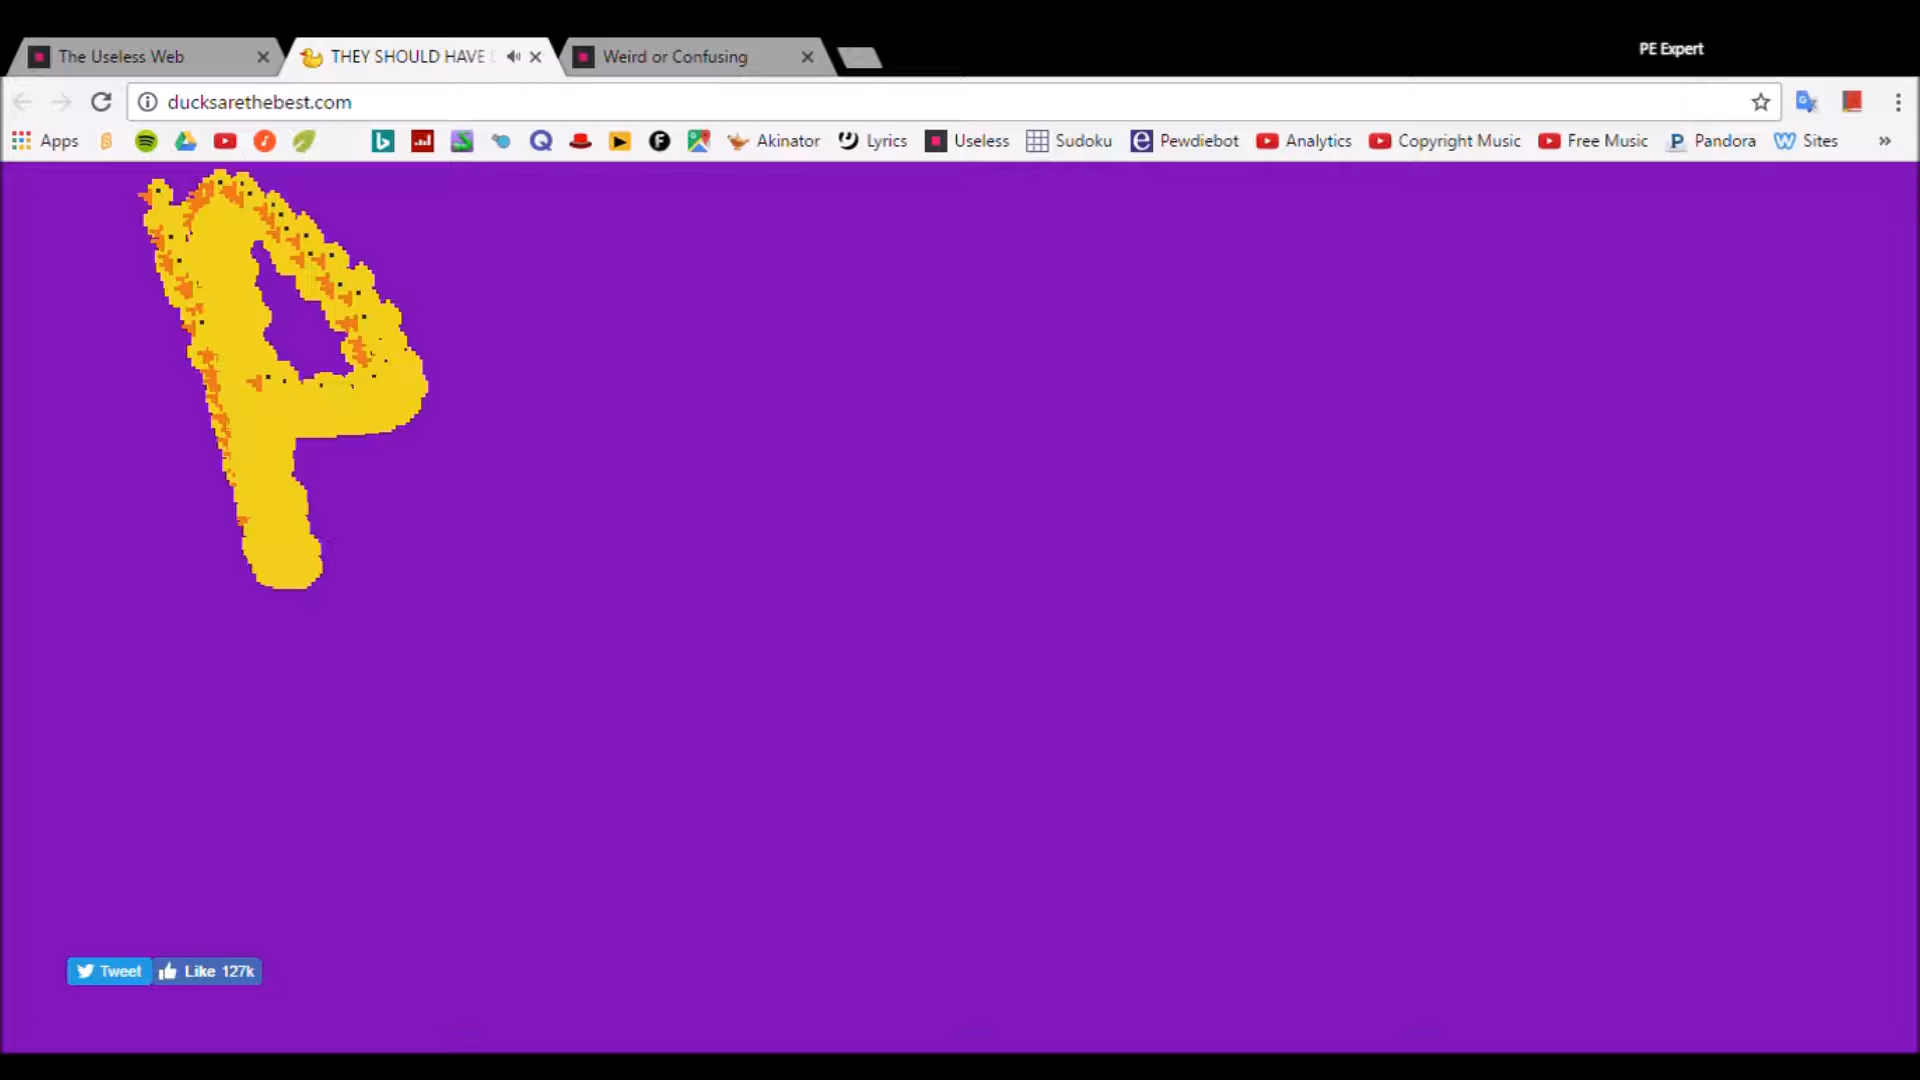 PE Expert
The Useless Web
THEY SHOULD HAVE
Weird or Confusing
ducksarethebest.com
Apps
Akinator
Lyrics
Useless
Sudoku
Pewdiebot
Analytics
Copyright Music
Free Music
Pandora
Sites
P
Tweet
Like 127k